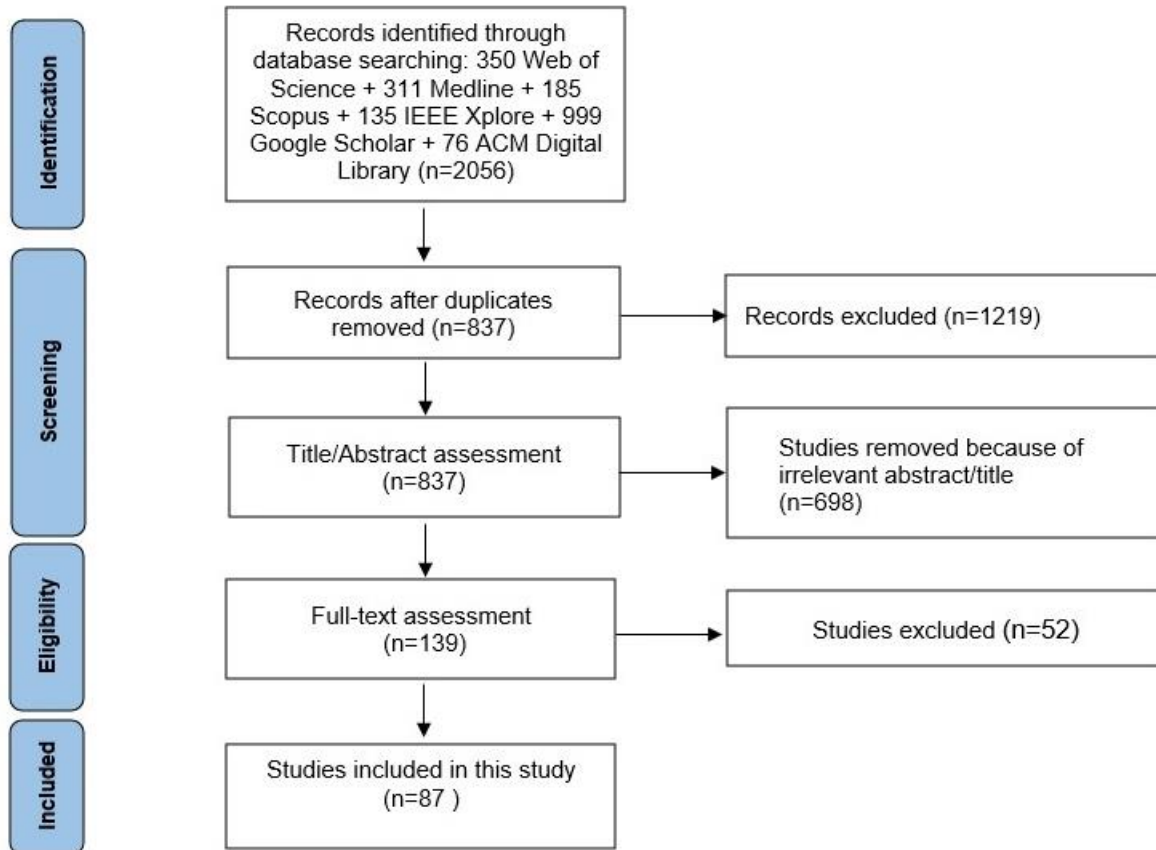 Identification
Records identified through
database searching: 350 Web of
Science + 311 Medline + 185
Scopus + 135 IEEE Xplore + 999
Google Scholar + 76 ACM Digital
Library (n=2056)
Screening
Records after duplicates
removed (n=837)
Records excluded (n=1219)
Title/Abstract assessment
(n=837)
Studies removed because of
irrelevant abstract/title
(n=698)
Eligibility
Full-text assessment
(n=139)
Studies excluded (n=52)
Included
Studies included in this study
(n=87 )